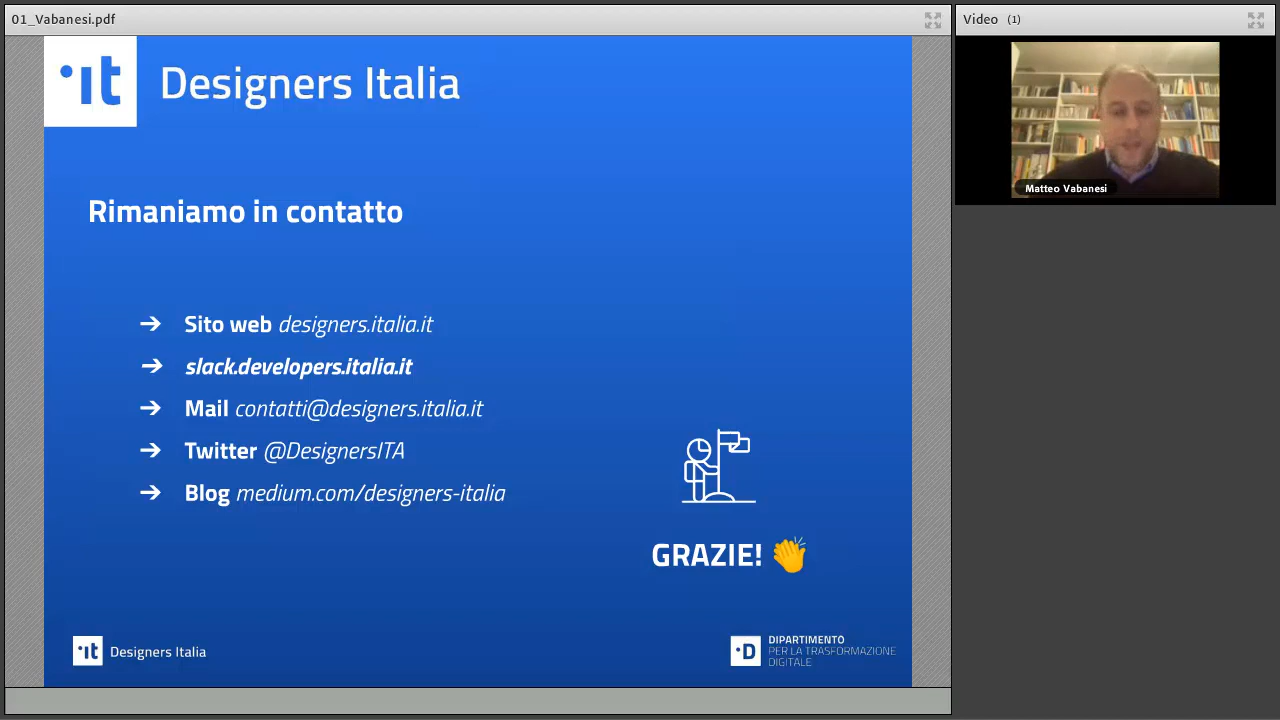 01_Vabanesi.pdf
Video (1)
Matteo Vabanesi
·it Designers Italia
Rimaniamo in contatto
➔ Sito web designers.italia.it
➔ slack.developers.italia.it
➔ Mail contatti@designers.italia.it
➔ Twitter @DesignersITA
➔ Blog medium.com/designers-italia
GRAZIE! 👏
·it Designers Italia
·D DIPARTIMENTO
PER LA TRASFORMAZIONE
DIGITALE